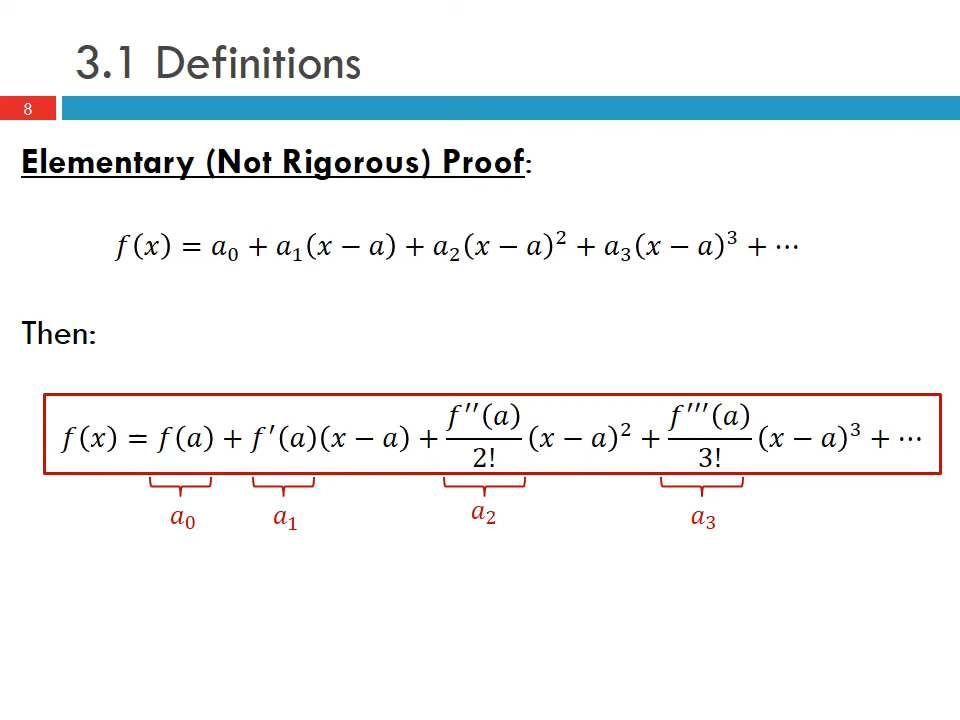 3.1 Definitions
8
Elementary (Not Rigorous) Proof:
f(x) = a₀ + a₁(x − a) + a₂(x − a)² + a₃(x − a)³ + ⋯
Then:
f(x) = f(a) + f′(a)(x − a) + f′′(a)/2! (x − a)² + f′′′(a)/3! (x − a)³ + ⋯
a₀ a₁ a₂ a₃